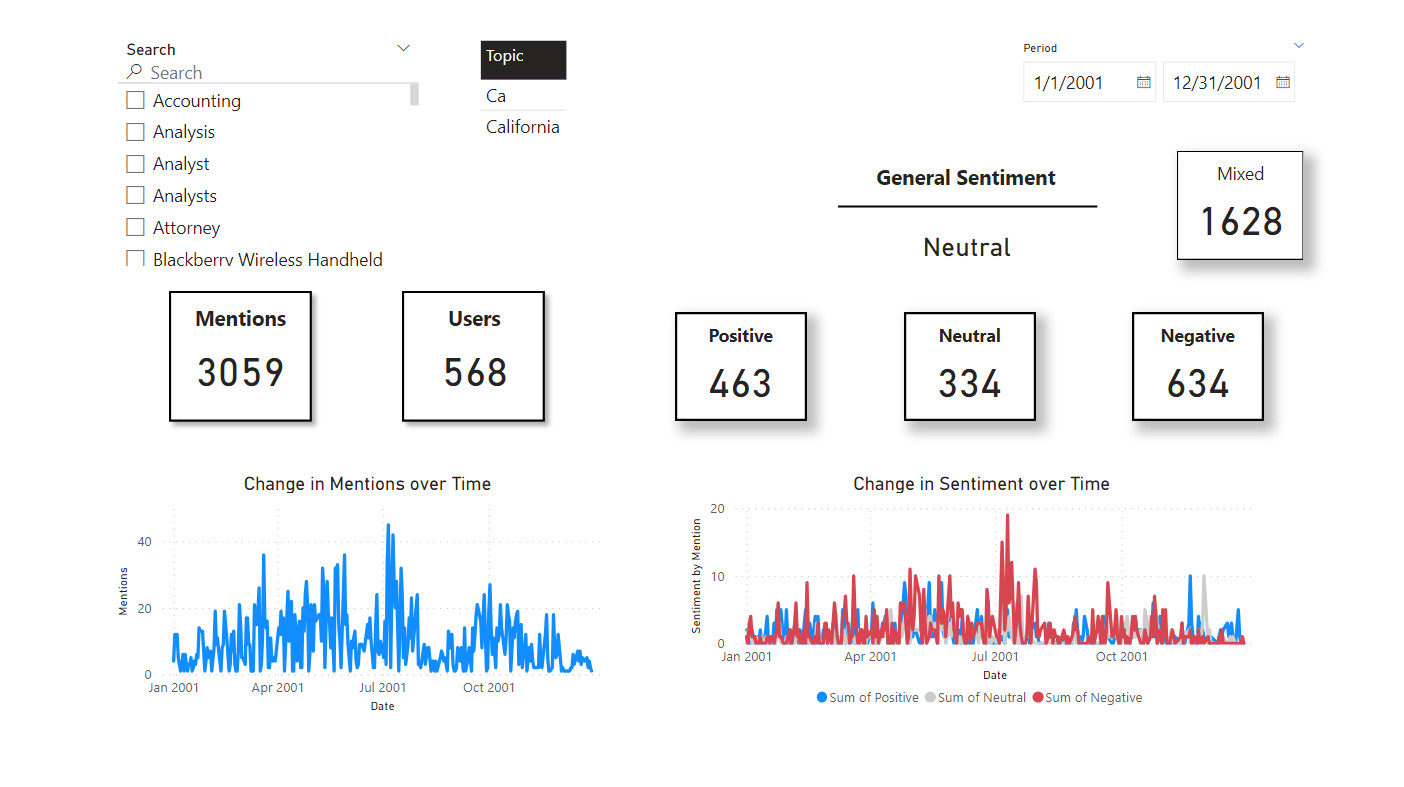 Search
Search
Accounting
Analysis
Analyst
Analysts
Attorney
Blackberry Wireless Handheld
Topic
Ca
California
Period
1/1/2001
12/31/2001
General Sentiment
Neutral
Mixed
1628
Mentions
3059
Users
568
Positive
463
Neutral
334
Negative
634
Change in Mentions over Time
Mentions
40
20
0
Jan 2001 Apr 2001 Jul 2001 Oct 2001
Date
Change in Sentiment over Time
Sentiment by Mention
20
10
0
Jan 2001 Apr 2001 Jul 2001 Oct 2001
Date
Sum of Positive Sum of Neutral Sum of Negative